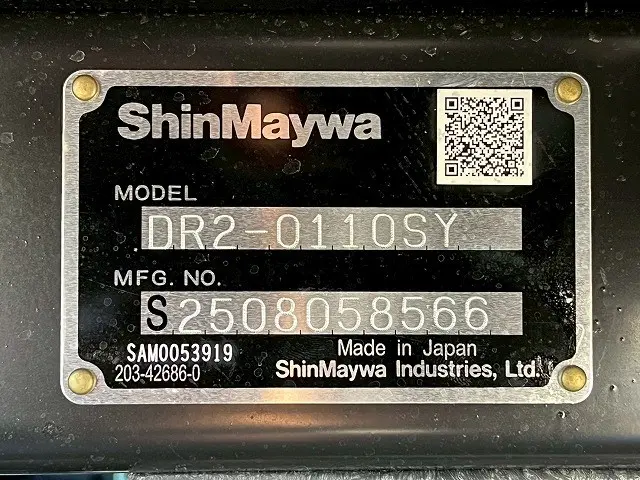 ShinMaywa
MODEL
DR2-0110SY
MFG. NO.
S2508058566
SAM0053919
Made in Japan
203-42686-0
ShinMaywa Industries, Ltd.